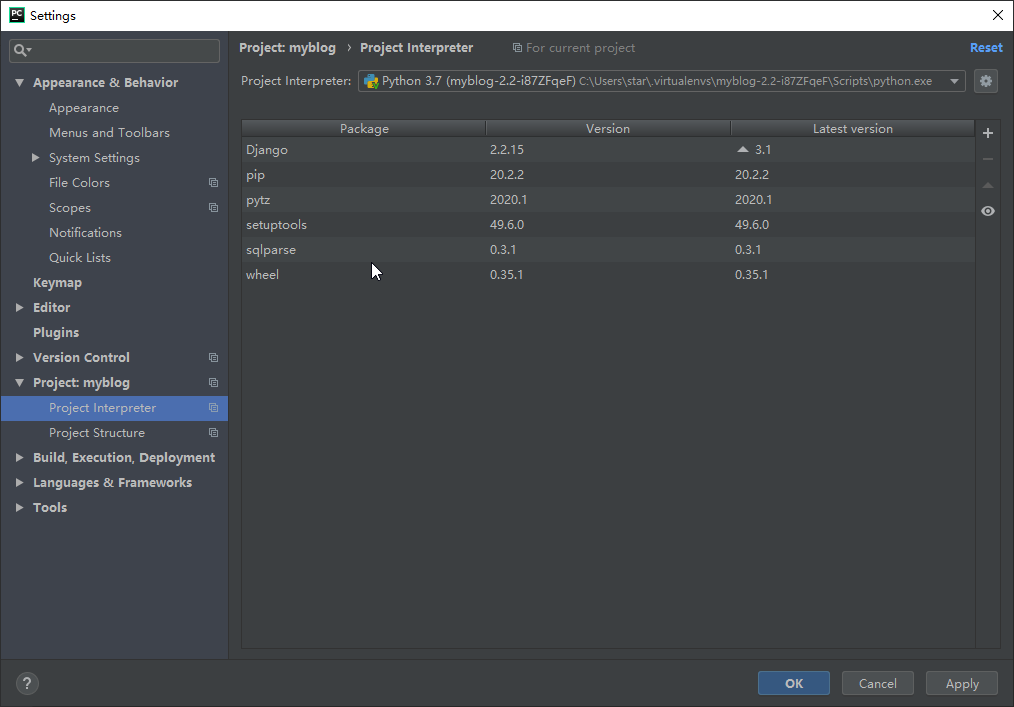 PC Settings
Appearance & Behavior
Appearance
Menus and Toolbars
System Settings
File Colors
Scopes
Notifications
Quick Lists
Keymap
Editor
Plugins
Version Control
Project: myblog
Project Interpreter
Project Structure
Build, Execution, Deployment
Languages & Frameworks
Tools
Project: myblog › Project Interpreter For current project Reset
Project Interpreter: Python 3.7 (myblog-2.2-i87ZFqeF) C:\Users\star\.virtualenvs\myblog-2.2-i87ZFqeF\Scripts\python.exe
Package Version Latest version
Django 2.2.15 3.1
pip 20.2.2 20.2.2
pytz 2020.1 2020.1
setuptools 49.6.0 49.6.0
sqlparse 0.3.1 0.3.1
wheel 0.35.1 0.35.1
? OK Cancel Apply